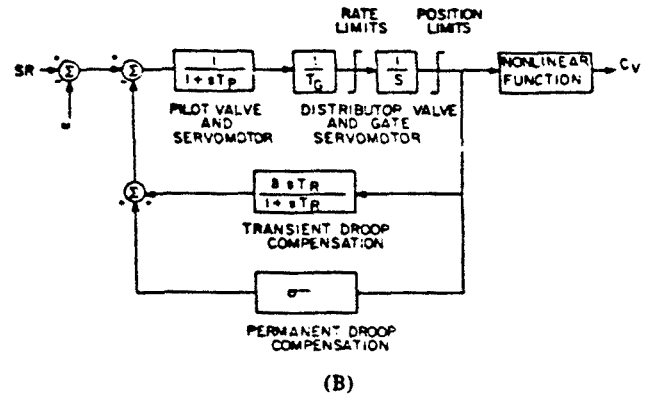 RATE
LIMITS
POSITION
LIMITS
SR
Σ
Σ
1
1 + sTP
1
TG
1
S
NONLINEAR
FUNCTION
CV
ω
PILOT VALVE
AND
SERVOMOTOR
DISTRIBUTOR VALVE
AND GATE
SERVOMOTOR
Σ
δ sTR
1 + sTR
TRANSIENT DROOP
COMPENSATION
σ
PERMANENT DROOP
COMPENSATION
(B)